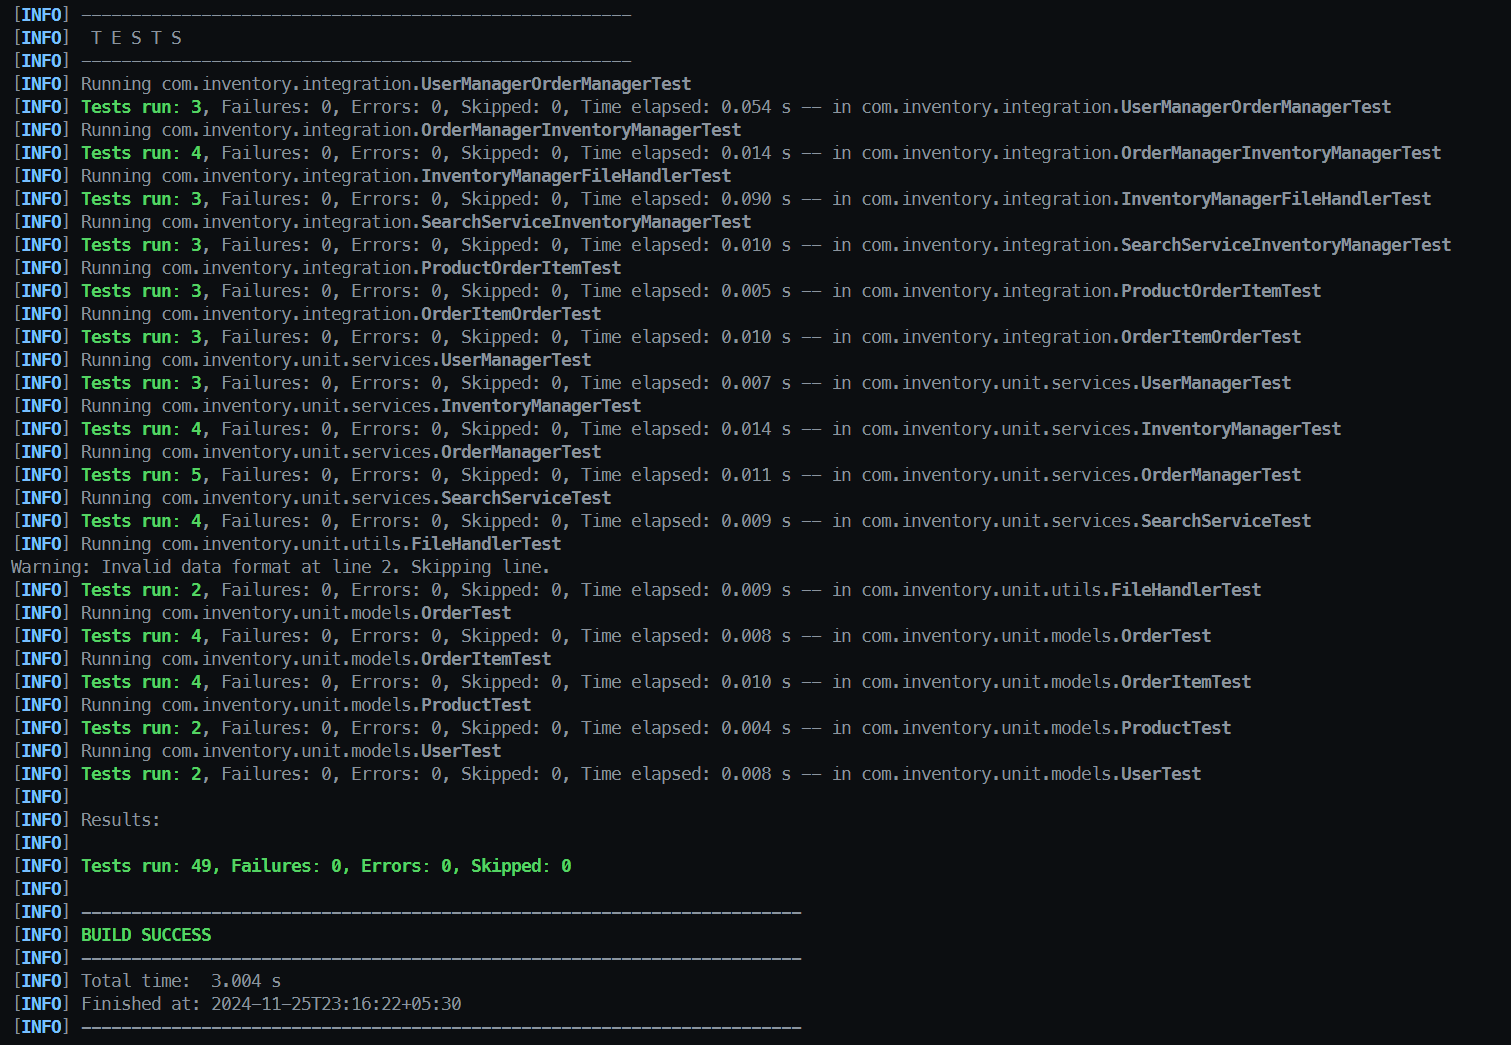 [INFO] -------------------------------------------------------
[INFO]  T E S T S
[INFO] -------------------------------------------------------
[INFO] Running com.inventory.integration.UserManagerOrderManagerTest
[INFO] Tests run: 3, Failures: 0, Errors: 0, Skipped: 0, Time elapsed: 0.054 s -- in com.inventory.integration.UserManagerOrderManagerTest
[INFO] Running com.inventory.integration.OrderManagerInventoryManagerTest
[INFO] Tests run: 4, Failures: 0, Errors: 0, Skipped: 0, Time elapsed: 0.014 s -- in com.inventory.integration.OrderManagerInventoryManagerTest
[INFO] Running com.inventory.integration.InventoryManagerFileHandlerTest
[INFO] Tests run: 3, Failures: 0, Errors: 0, Skipped: 0, Time elapsed: 0.090 s -- in com.inventory.integration.InventoryManagerFileHandlerTest
[INFO] Running com.inventory.integration.SearchServiceInventoryManagerTest
[INFO] Tests run: 3, Failures: 0, Errors: 0, Skipped: 0, Time elapsed: 0.010 s -- in com.inventory.integration.SearchServiceInventoryManagerTest
[INFO] Running com.inventory.integration.ProductOrderItemTest
[INFO] Tests run: 3, Failures: 0, Errors: 0, Skipped: 0, Time elapsed: 0.005 s -- in com.inventory.integration.ProductOrderItemTest
[INFO] Running com.inventory.integration.OrderItemOrderTest
[INFO] Tests run: 3, Failures: 0, Errors: 0, Skipped: 0, Time elapsed: 0.010 s -- in com.inventory.integration.OrderItemOrderTest
[INFO] Running com.inventory.unit.services.UserManagerTest
[INFO] Tests run: 3, Failures: 0, Errors: 0, Skipped: 0, Time elapsed: 0.007 s -- in com.inventory.unit.services.UserManagerTest
[INFO] Running com.inventory.unit.services.InventoryManagerTest
[INFO] Tests run: 4, Failures: 0, Errors: 0, Skipped: 0, Time elapsed: 0.014 s -- in com.inventory.unit.services.InventoryManagerTest
[INFO] Running com.inventory.unit.services.OrderManagerTest
[INFO] Tests run: 5, Failures: 0, Errors: 0, Skipped: 0, Time elapsed: 0.011 s -- in com.inventory.unit.services.OrderManagerTest
[INFO] Running com.inventory.unit.services.SearchServiceTest
[INFO] Tests run: 4, Failures: 0, Errors: 0, Skipped: 0, Time elapsed: 0.009 s -- in com.inventory.unit.services.SearchServiceTest
[INFO] Running com.inventory.unit.utils.FileHandlerTest
Warning: Invalid data format at line 2. Skipping line.
[INFO] Tests run: 2, Failures: 0, Errors: 0, Skipped: 0, Time elapsed: 0.009 s -- in com.inventory.unit.utils.FileHandlerTest
[INFO] Running com.inventory.unit.models.OrderTest
[INFO] Tests run: 4, Failures: 0, Errors: 0, Skipped: 0, Time elapsed: 0.008 s -- in com.inventory.unit.models.OrderTest
[INFO] Running com.inventory.unit.models.OrderItemTest
[INFO] Tests run: 4, Failures: 0, Errors: 0, Skipped: 0, Time elapsed: 0.010 s -- in com.inventory.unit.models.OrderItemTest
[INFO] Running com.inventory.unit.models.ProductTest
[INFO] Tests run: 2, Failures: 0, Errors: 0, Skipped: 0, Time elapsed: 0.004 s -- in com.inventory.unit.models.ProductTest
[INFO] Running com.inventory.unit.models.UserTest
[INFO] Tests run: 2, Failures: 0, Errors: 0, Skipped: 0, Time elapsed: 0.008 s -- in com.inventory.unit.models.UserTest
[INFO]
[INFO] Results:
[INFO]
[INFO] Tests run: 49, Failures: 0, Errors: 0, Skipped: 0
[INFO]
[INFO] ------------------------------------------------------------------------
[INFO] BUILD SUCCESS
[INFO] ------------------------------------------------------------------------
[INFO] Total time:  3.004 s
[INFO] Finished at: 2024-11-25T23:16:22+05:30
[INFO] ------------------------------------------------------------------------